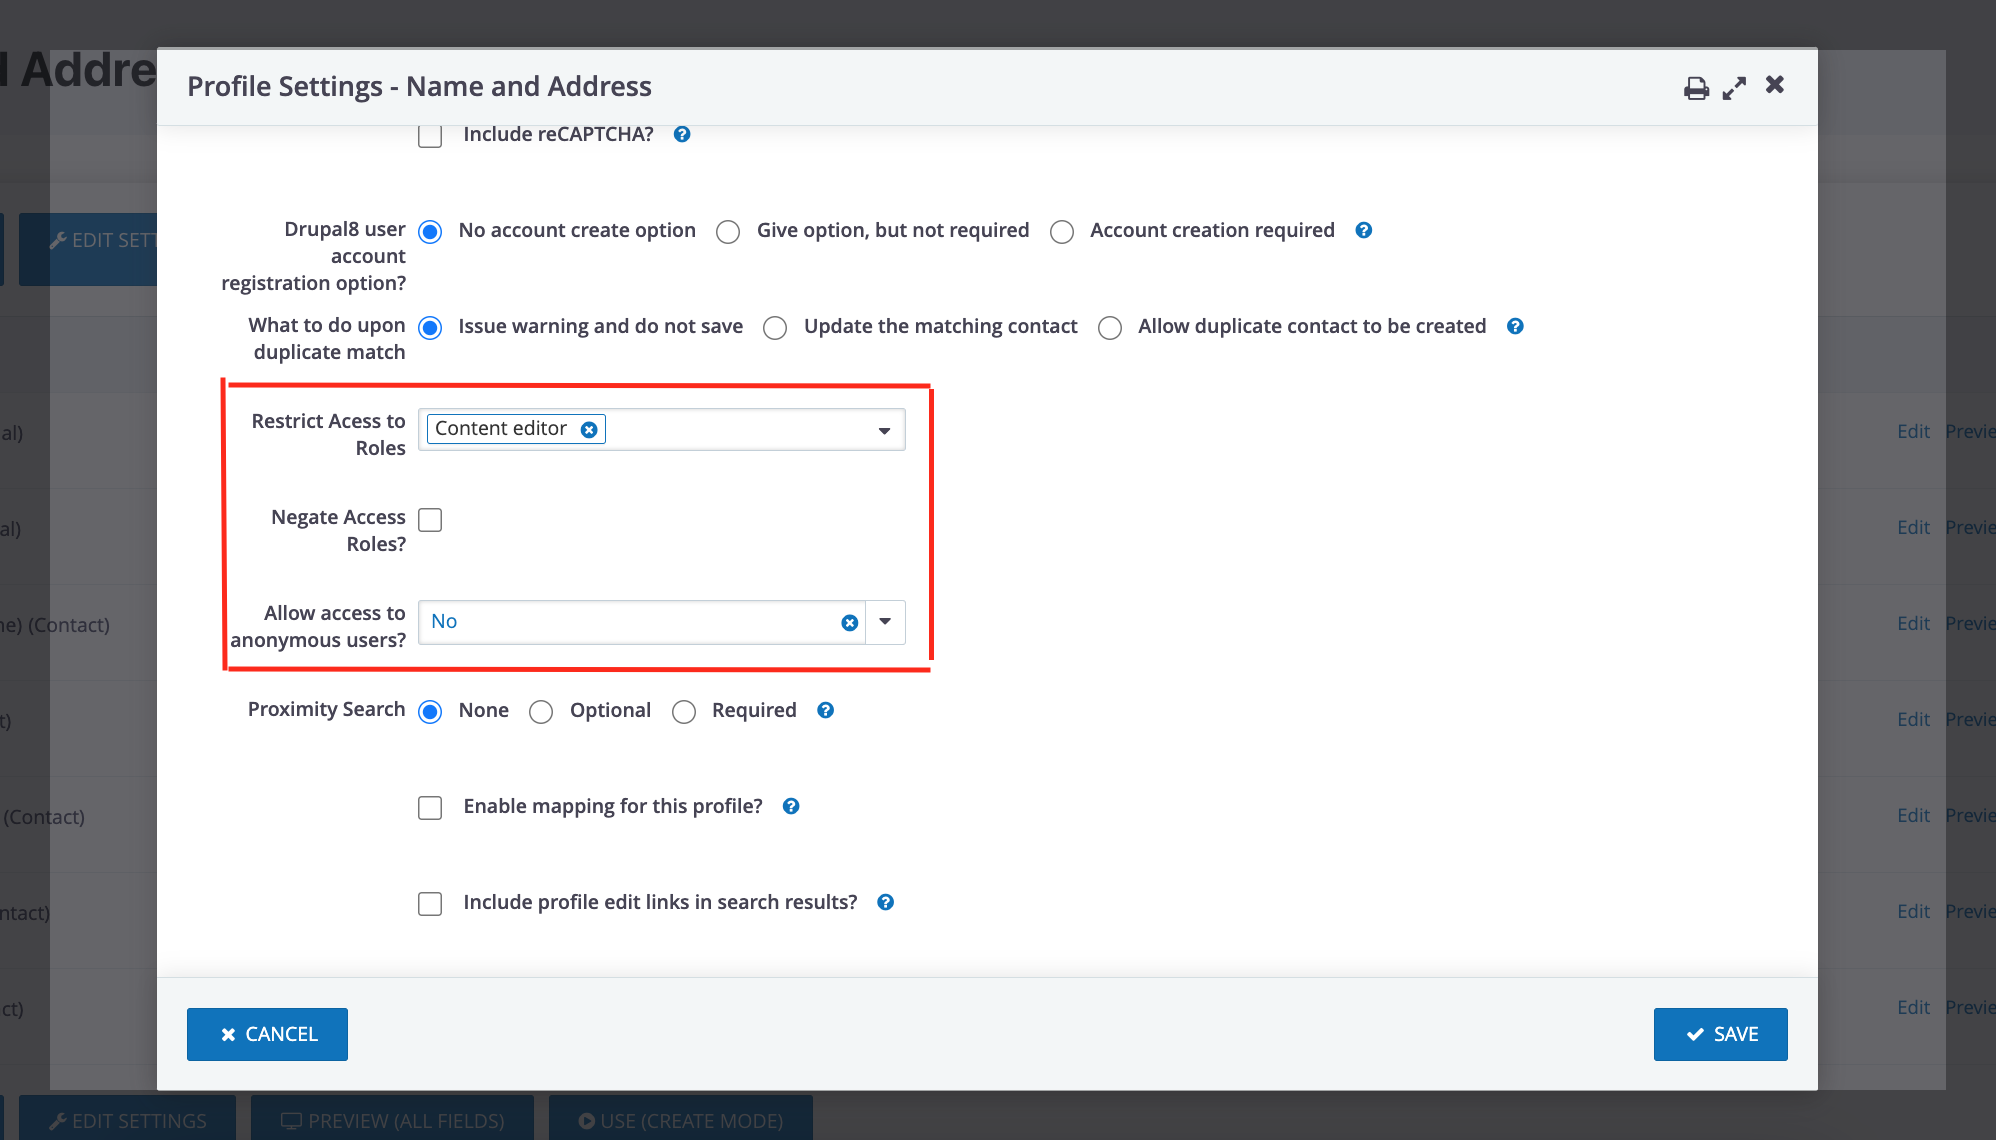 l Addre
Profile Settings - Name and Address
Include reCAPTCHA?
EDIT SETT
Drupal8 user
account
registration option?
No account create option Give option, but not required Account creation required
What to do upon
duplicate match
Issue warning and do not save Update the matching contact Allow duplicate contact to be created
Restrict Acess to
Roles
Content editor
Negate Access
Roles?
Allow access to
anonymous users?
No
Proximity Search
None Optional Required
Enable mapping for this profile?
Include profile edit links in search results?
CANCEL
SAVE
al)
Edit Previe
al)
Edit Previe
ne) (Contact)
Edit Previe
t)
Edit Previe
(Contact)
Edit Previe
ntact)
Edit Previe
ct)
Edit Previe
EDIT SETTINGS PREVIEW (ALL FIELDS) USE (CREATE MODE)